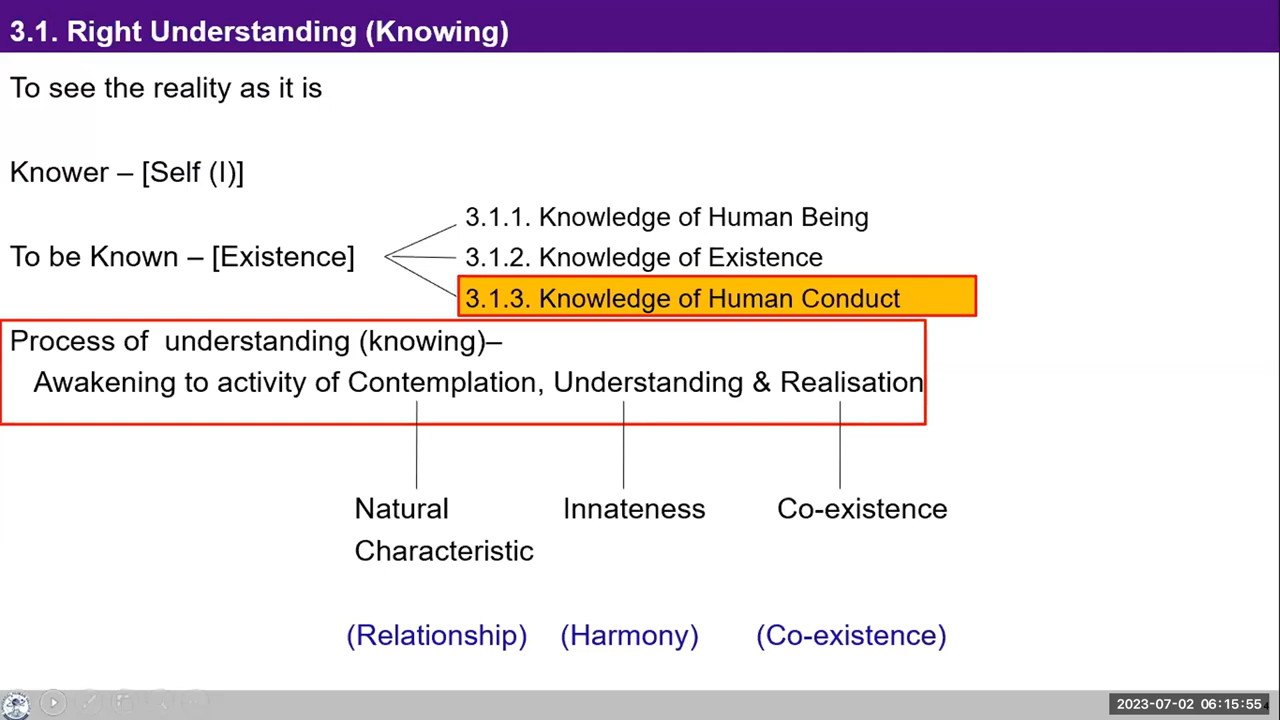 3.1. Right Understanding (Knowing)
To see the reality as it is
Knower – [Self (I)]
3.1.1. Knowledge of Human Being
To be Known – [Existence]
3.1.2. Knowledge of Existence
3.1.3. Knowledge of Human Conduct
Process of understanding (knowing)–
Awakening to activity of Contemplation, Understanding & Realisation
Natural Characteristic
Innateness
Co-existence
(Relationship)
(Harmony)
(Co-existence)
2023-07-02 06:15:55